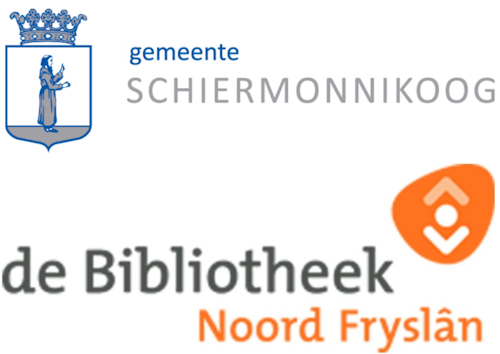 gemeente
SCHIERMONNIKOOG
de Bibliotheek
Noord Fryslân